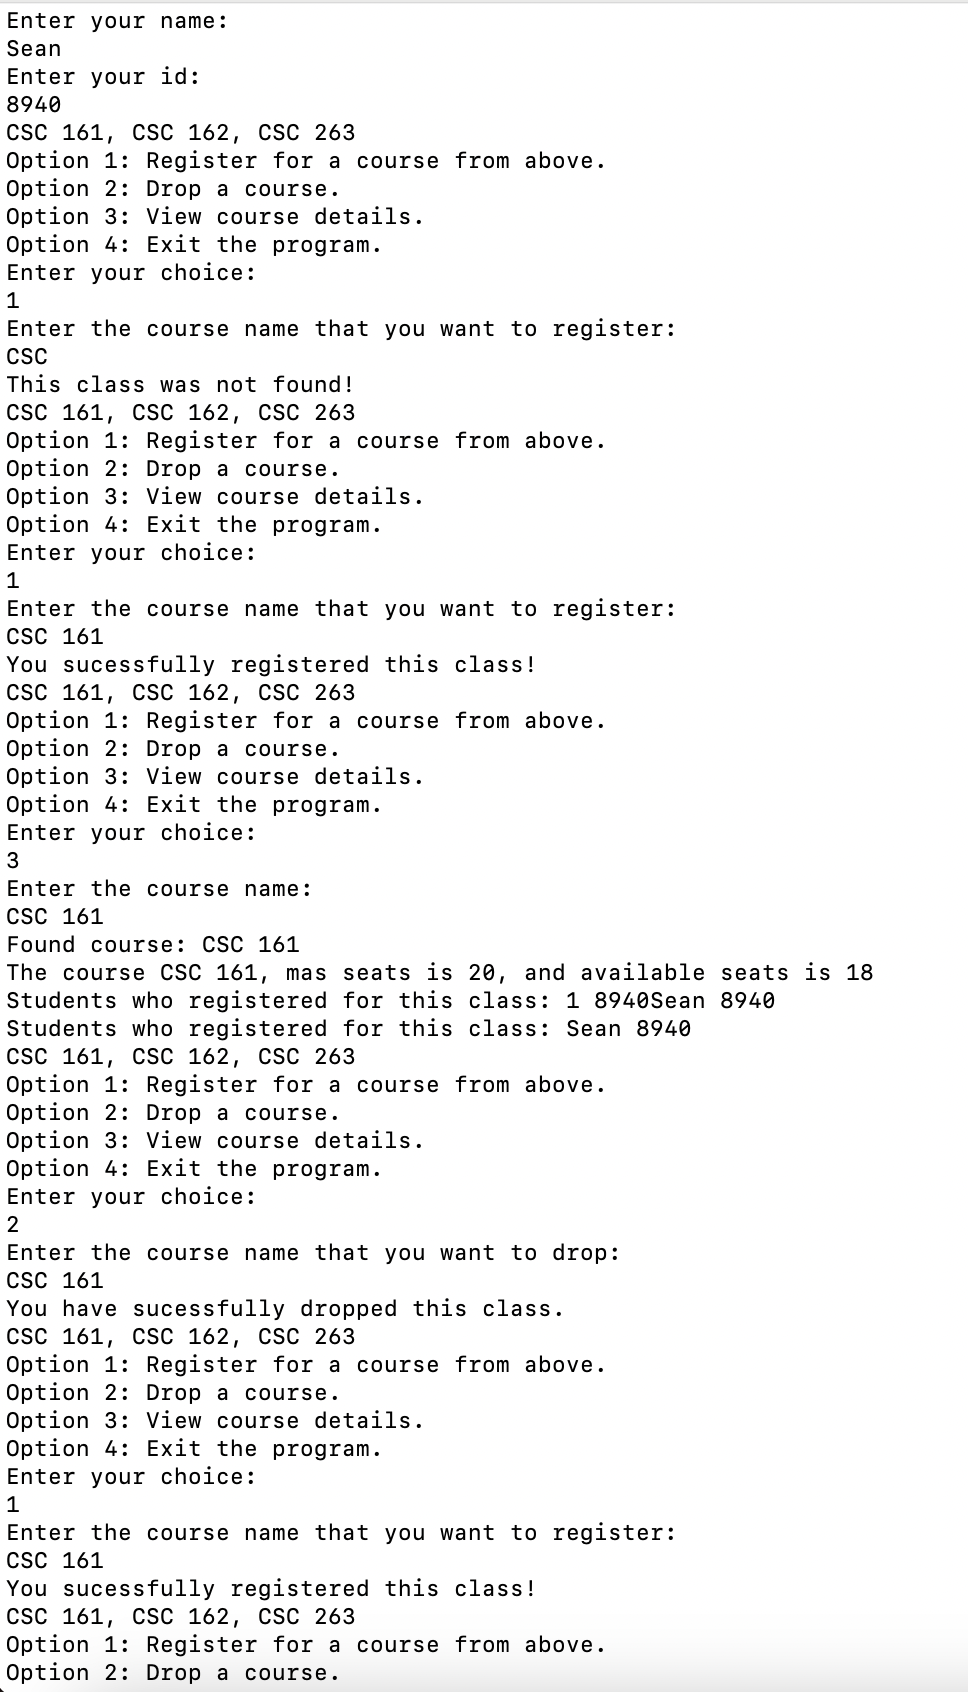 Enter your name:
Sean
Enter your id:
8940
CSC 161, CSC 162, CSC 263
Option 1: Register for a course from above.
Option 2: Drop a course.
Option 3: View course details.
Option 4: Exit the program.
Enter your choice:
1
Enter the course name that you want to register:
CSC
This class was not found!
CSC 161, CSC 162, CSC 263
Option 1: Register for a course from above.
Option 2: Drop a course.
Option 3: View course details.
Option 4: Exit the program.
Enter your choice:
1
Enter the course name that you want to register:
CSC 161
You sucessfully registered this class!
CSC 161, CSC 162, CSC 263
Option 1: Register for a course from above.
Option 2: Drop a course.
Option 3: View course details.
Option 4: Exit the program.
Enter your choice:
3
Enter the course name:
CSC 161
Found course: CSC 161
The course CSC 161, mas seats is 20, and available seats is 18
Students who registered for this class: 1 8940Sean 8940
Students who registered for this class: Sean 8940
CSC 161, CSC 162, CSC 263
Option 1: Register for a course from above.
Option 2: Drop a course.
Option 3: View course details.
Option 4: Exit the program.
Enter your choice:
2
Enter the course name that you want to drop:
CSC 161
You have sucessfully dropped this class.
CSC 161, CSC 162, CSC 263
Option 1: Register for a course from above.
Option 2: Drop a course.
Option 3: View course details.
Option 4: Exit the program.
Enter your choice:
1
Enter the course name that you want to register:
CSC 161
You sucessfully registered this class!
CSC 161, CSC 162, CSC 263
Option 1: Register for a course from above.
Option 2: Drop a course.